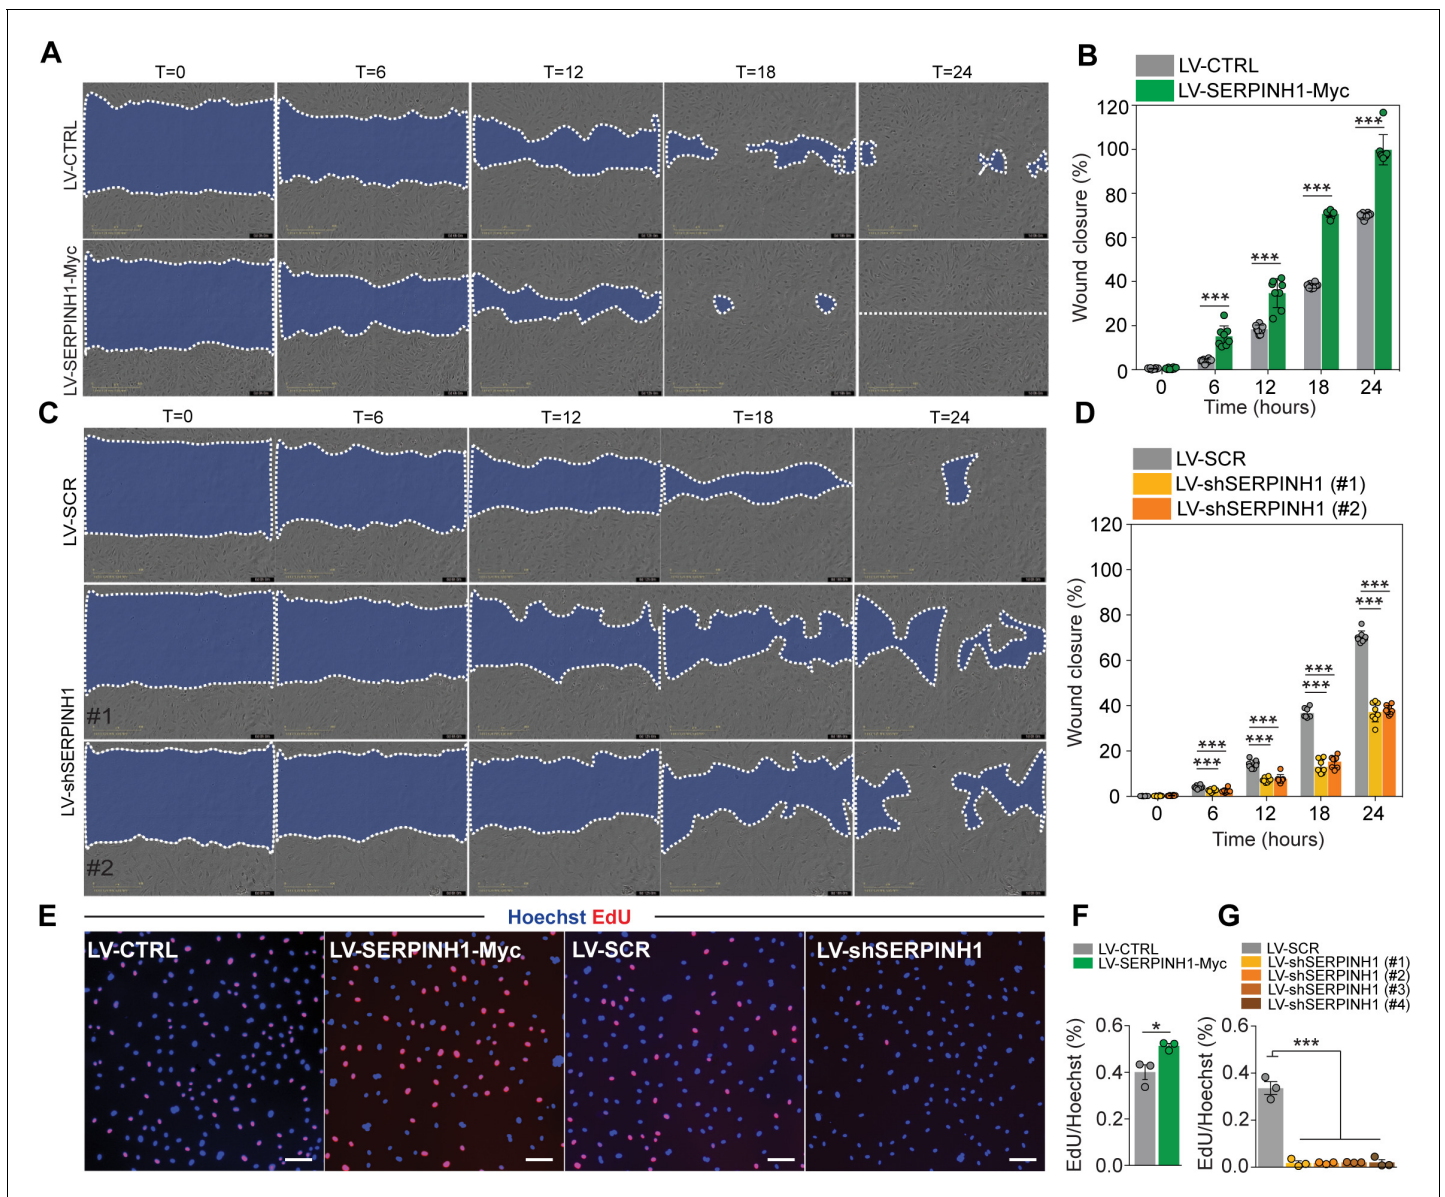 A
T=0 T=6 T=12 T=18 T=24
LV-CTRL
LV-SERPINH1-Myc
B
LV-CTRL
LV-SERPINH1-Myc
Wound closure (%)
120
100
80
60
40
20
0
*** *** *** *** ***
0 6 12 18 24
Time (hours)
C
T=0 T=6 T=12 T=18 T=24
LV-SCR
LV-shSERPINH1
#1
#2
D
LV-SCR
LV-shSERPINH1 (#1)
LV-shSERPINH1 (#2)
Wound closure (%)
120
100
80
60
40
20
0
*** *** *** ***
*** *** *** ***
0 6 12 18 24
Time (hours)
E
Hoechst EdU
LV-CTRL LV-SERPINH1-Myc LV-SCR LV-shSERPINH1
F
LV-CTRL
LV-SERPINH1-Myc
EdU/Hoechst (%)
0.6
0.4
0.2
0.0
*
G
LV-SCR
LV-shSERPINH1 (#1)
LV-shSERPINH1 (#2)
LV-shSERPINH1 (#3)
LV-shSERPINH1 (#4)
EdU/Hoechst (%)
0.6
0.4
0.2
0.0
***